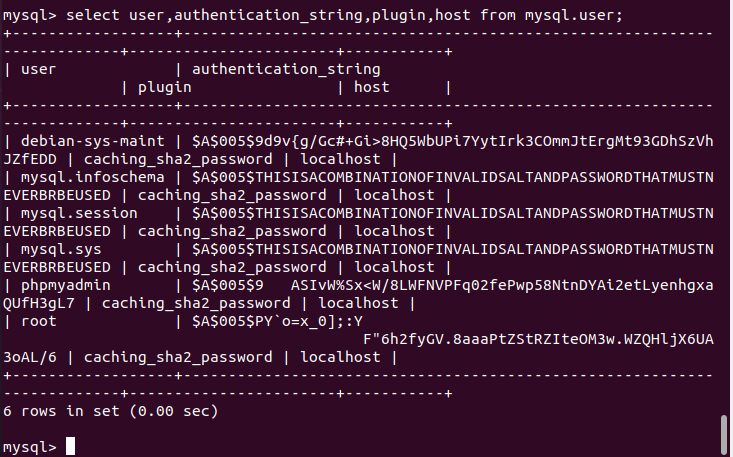 mysql> select user,authentication_string,plugin,host from mysql.user;
+------------------+-----------------------------------------------------------
-------------+-----------------------+-----------+
| user             | authentication_string
             | plugin                | host      |
+------------------+-----------------------------------------------------------
-------------+-----------------------+-----------+
| debian-sys-maint | $A$005$9d9v{g/Gc#+Gi>8HQ5WbUPi7YytIrk3COmmJtErgMt93GDhSzVh
JZfEDD | caching_sha2_password | localhost |
| mysql.infoschema | $A$005$THISISACOMBINATIONOFINVALIDSALTANDPASSWORDTHATMUSTN
EVERBRBEUSED | caching_sha2_password | localhost |
| mysql.session    | $A$005$THISISACOMBINATIONOFINVALIDSALTANDPASSWORDTHATMUSTN
EVERBRBEUSED | caching_sha2_password | localhost |
| mysql.sys        | $A$005$THISISACOMBINATIONOFINVALIDSALTANDPASSWORDTHATMUSTN
EVERBRBEUSED | caching_sha2_password | localhost |
| phpmyadmin       | $A$005$9   ASIvW%Sx<W/8LWFNVPFq02fePwp58NtnDYAi2etLyenhgxa
QUfH3gL7 | caching_sha2_password | localhost |
| root             | $A$005$PY`o=x_0];:Y
                                        F"6h2fyGV.8aaaPtZStRZIteOM3w.WZQHljX6UA
3oAL/6 | caching_sha2_password | localhost |
+------------------+-----------------------------------------------------------
-------------+-----------------------+-----------+
6 rows in set (0.00 sec)
mysql>